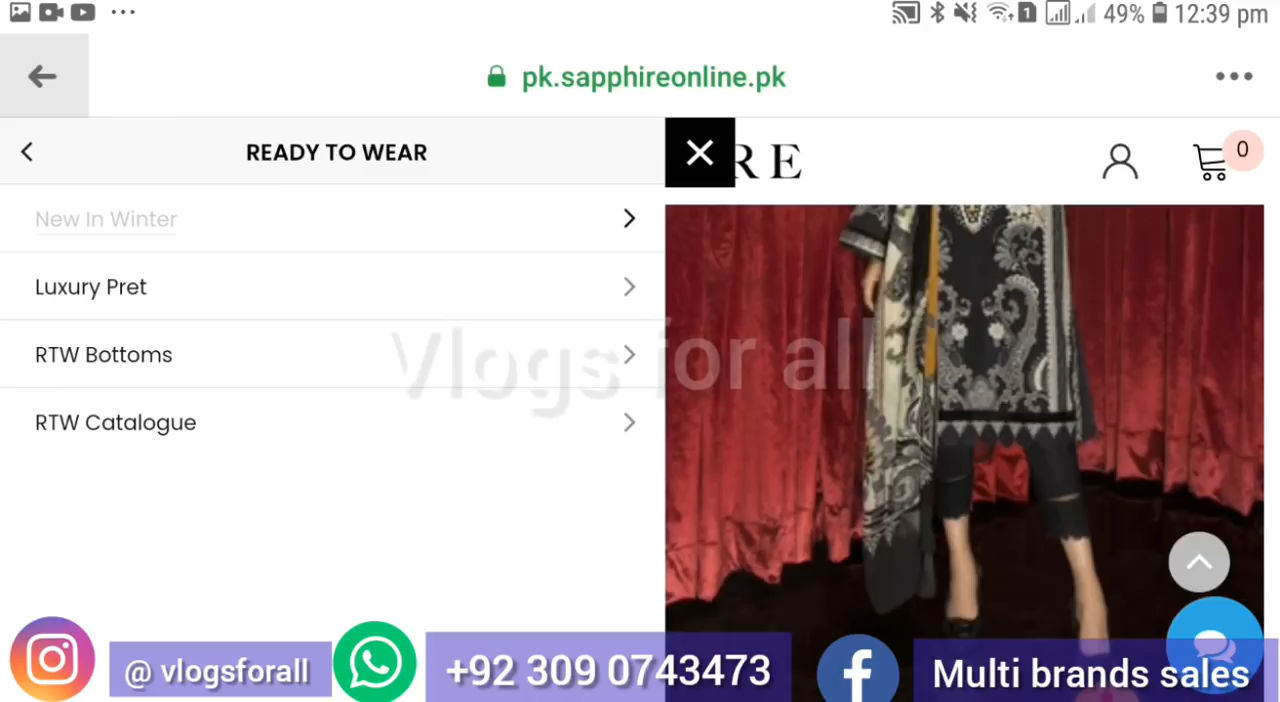 49% 12:39 pm
pk.sapphireonline.pk
READY TO WEAR
RE
0
New In Winter
Luxury Pret
RTW Bottoms
RTW Catalogue
Vlogs for all
@ vlogsforall
+92 309 0743473
Multi brands sales